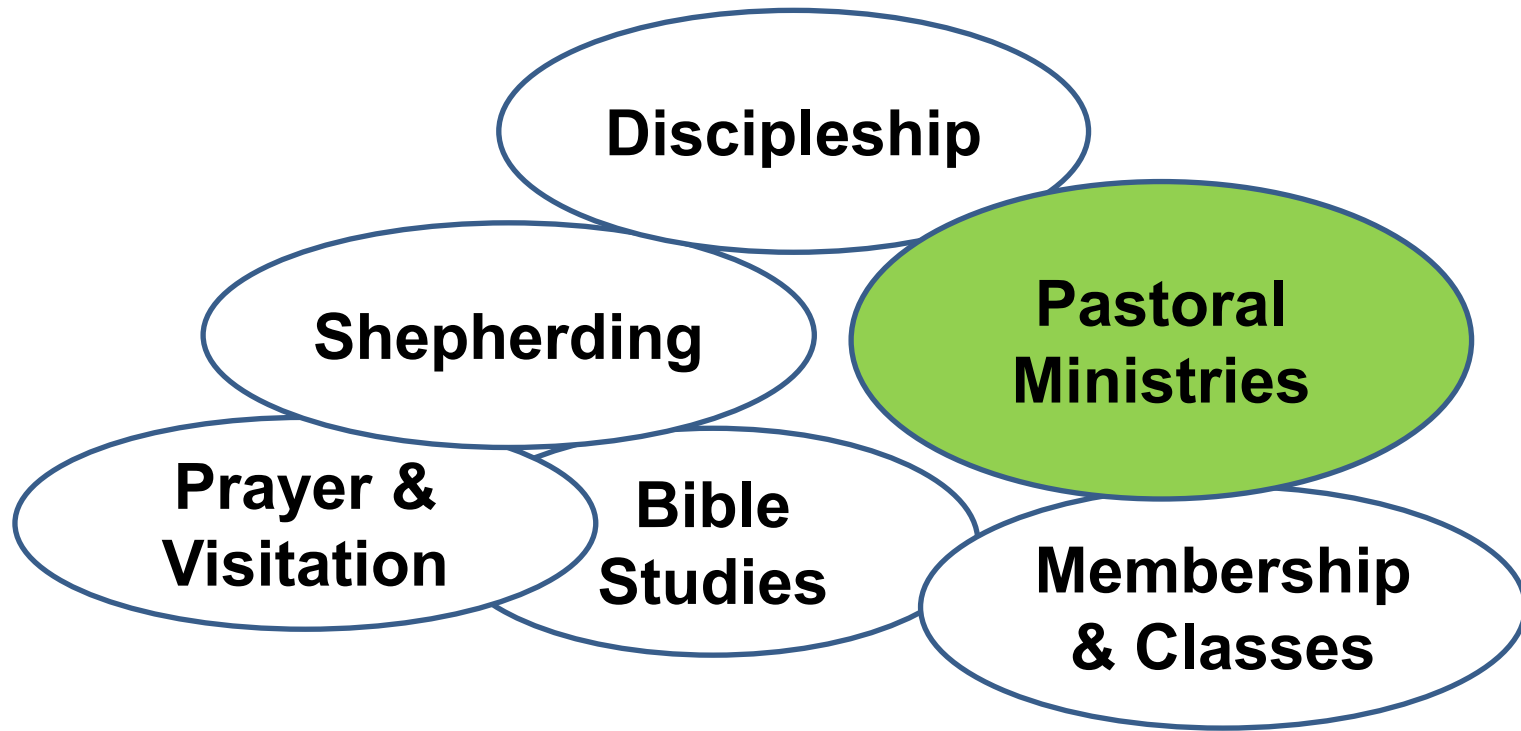 Discipleship
Pastoral
Ministries
Shepherding
Prayer &
Visitation
Bible
Studies
Membership
& Classes